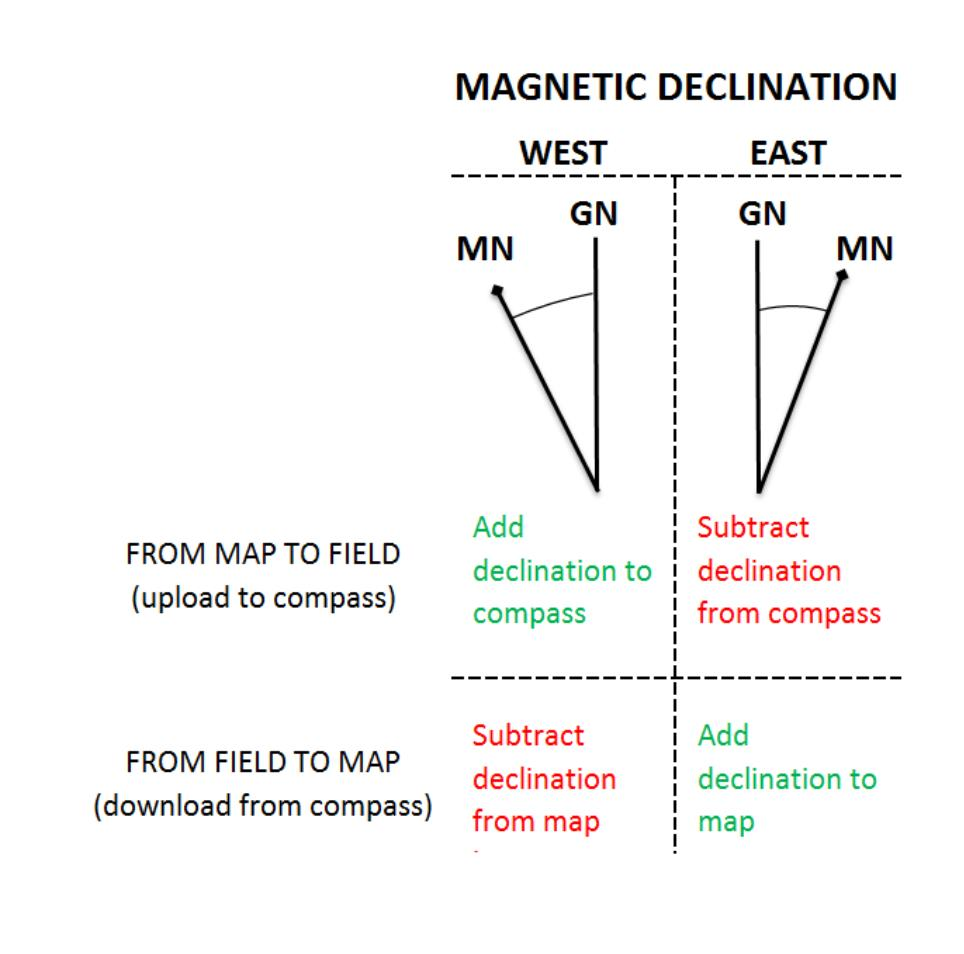 MAGNETIC DECLINATION
WEST
EAST
GN
MN
GN
MN
FROM MAP TO FIELD
(upload to compass)
Add
declination to
compass
Subtract
declination
from compass
FROM FIELD TO MAP
(download from compass)
Subtract
declination
from map
Add
declination to
map